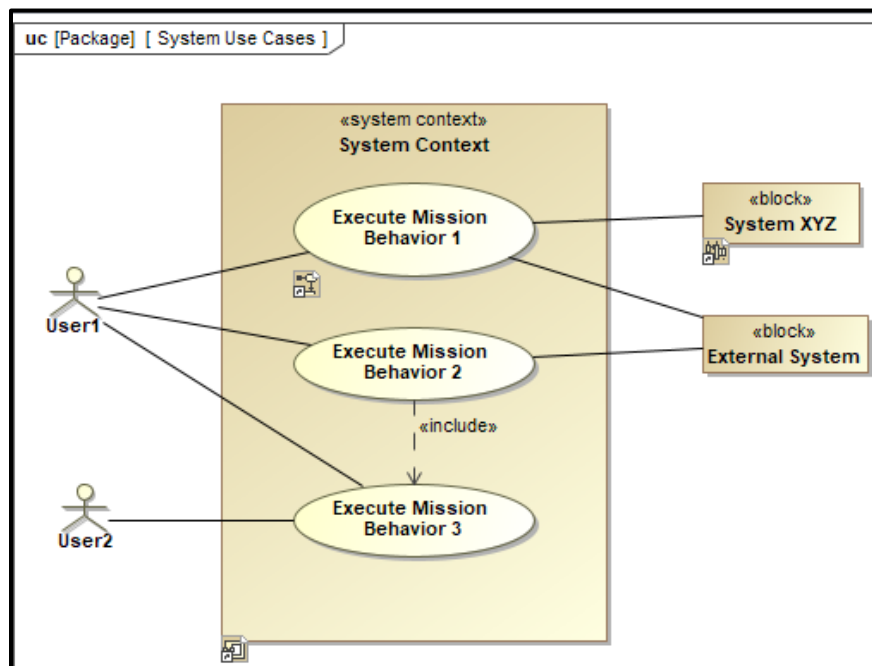 uc [Package] [ System Use Cases ]
«system context»
System Context
Execute Mission
Behavior 1
«block»
System XYZ
User1
Execute Mission
Behavior 2
«block»
External System
«include»
Execute Mission
Behavior 3
User2